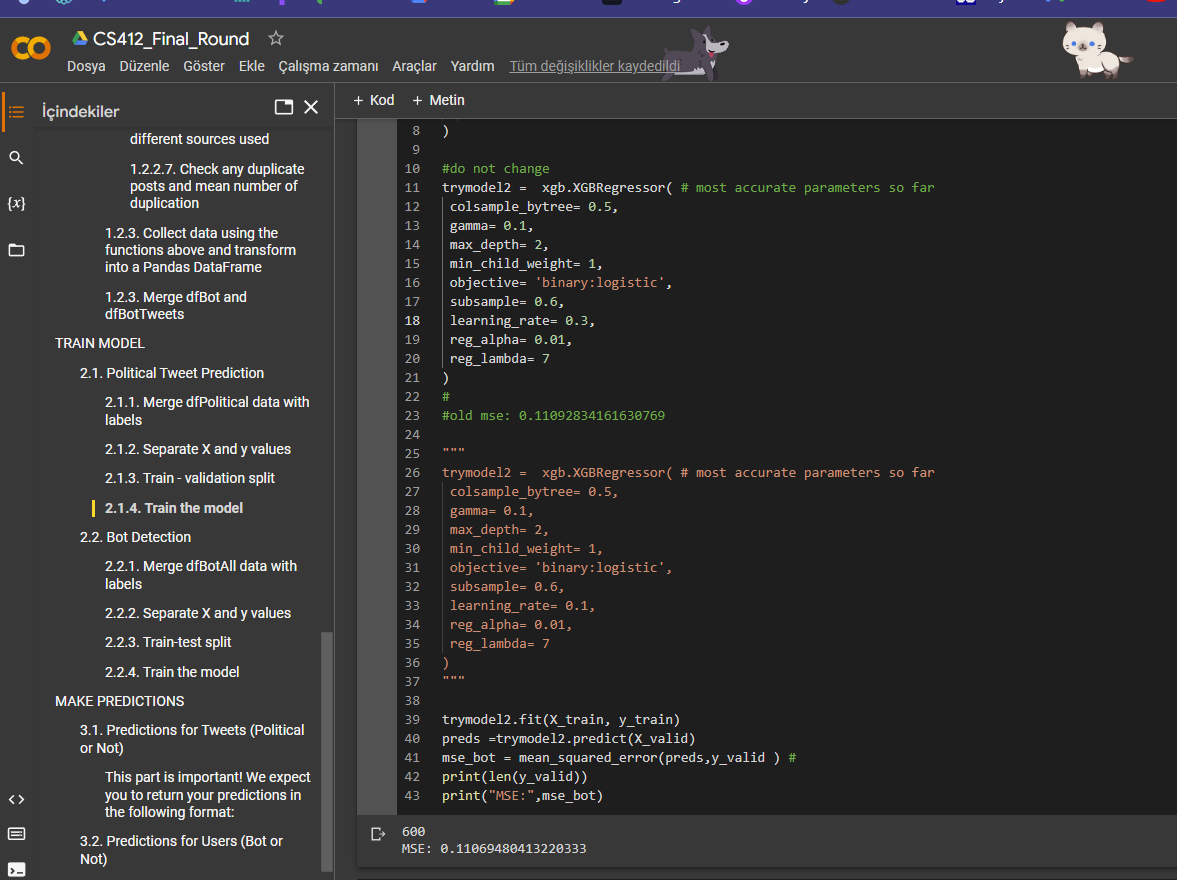 CS412_Final_Round
Dosya Düzenle Göster Ekle Çalışma zamanı Araçlar Yardım Tüm değişiklikler kaydedildi
İçindekiler
+ Kod + Metin
different sources used
1.2.2.7. Check any duplicate
posts and mean number of
duplication
1.2.3. Collect data using the
functions above and transform
into a Pandas DataFrame
1.2.3. Merge dfBot and
dfBotTweets
TRAIN MODEL
2.1. Political Tweet Prediction
2.1.1. Merge dfPolitical data with
labels
2.1.2. Separate X and y values
2.1.3. Train - validation split
2.1.4. Train the model
2.2. Bot Detection
2.2.1. Merge dfBotAll data with
labels
2.2.2. Separate X and y values
2.2.3. Train-test split
2.2.4. Train the model
MAKE PREDICTIONS
3.1. Predictions for Tweets (Political
or Not)
This part is important! We expect
you to return your predictions in
the following format:
3.2. Predictions for Users (Bot or
Not)
{x}
8 )
9
10 #do not change
11 trymodel2 =  xgb.XGBRegressor( # most accurate parameters so far
12  colsample_bytree= 0.5,
13  gamma= 0.1,
14  max_depth= 2,
15  min_child_weight= 1,
16  objective= 'binary:logistic',
17  subsample= 0.6,
18  learning_rate= 0.3,
19  reg_alpha= 0.01,
20  reg_lambda= 7
21 )
22 #
23 #old mse: 0.11092834161630769
24
25 """
26 trymodel2 =  xgb.XGBRegressor( # most accurate parameters so far
27  colsample_bytree= 0.5,
28  gamma= 0.1,
29  max_depth= 2,
30  min_child_weight= 1,
31  objective= 'binary:logistic',
32  subsample= 0.6,
33  learning_rate= 0.1,
34  reg_alpha= 0.01,
35  reg_lambda= 7
36 )
37 """
38
39 trymodel2.fit(X_train, y_train)
40 preds =trymodel2.predict(X_valid)
41 mse_bot = mean_squared_error(preds,y_valid ) #
42 print(len(y_valid))
43 print("MSE:",mse_bot)
600
MSE: 0.11069480413220333